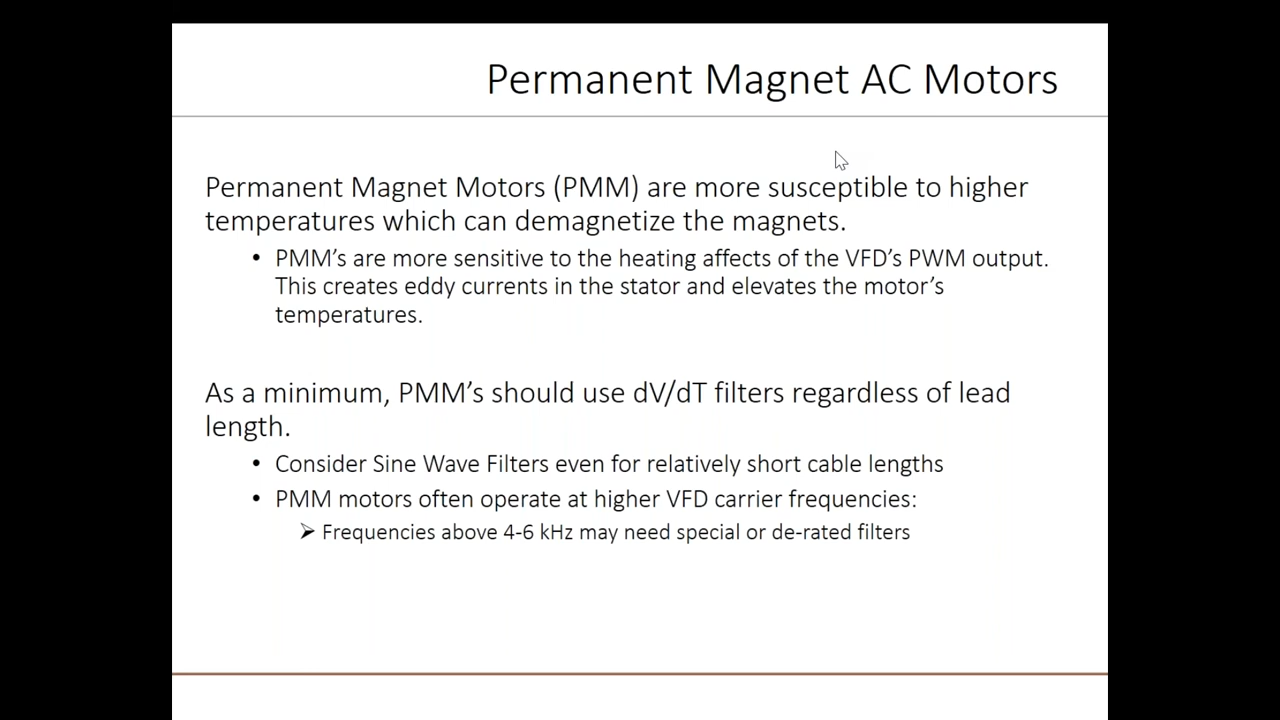 Permanent Magnet AC Motors
Permanent Magnet Motors (PMM) are more susceptible to higher
temperatures which can demagnetize the magnets.
• PMM's are more sensitive to the heating affects of the VFD's PWM output.
This creates eddy currents in the stator and elevates the motor's
temperatures.
As a minimum, PMM's should use dV/dT filters regardless of lead
length.
• Consider Sine Wave Filters even for relatively short cable lengths
• PMM motors often operate at higher VFD carrier frequencies:
➢ Frequencies above 4-6 kHz may need special or de-rated filters